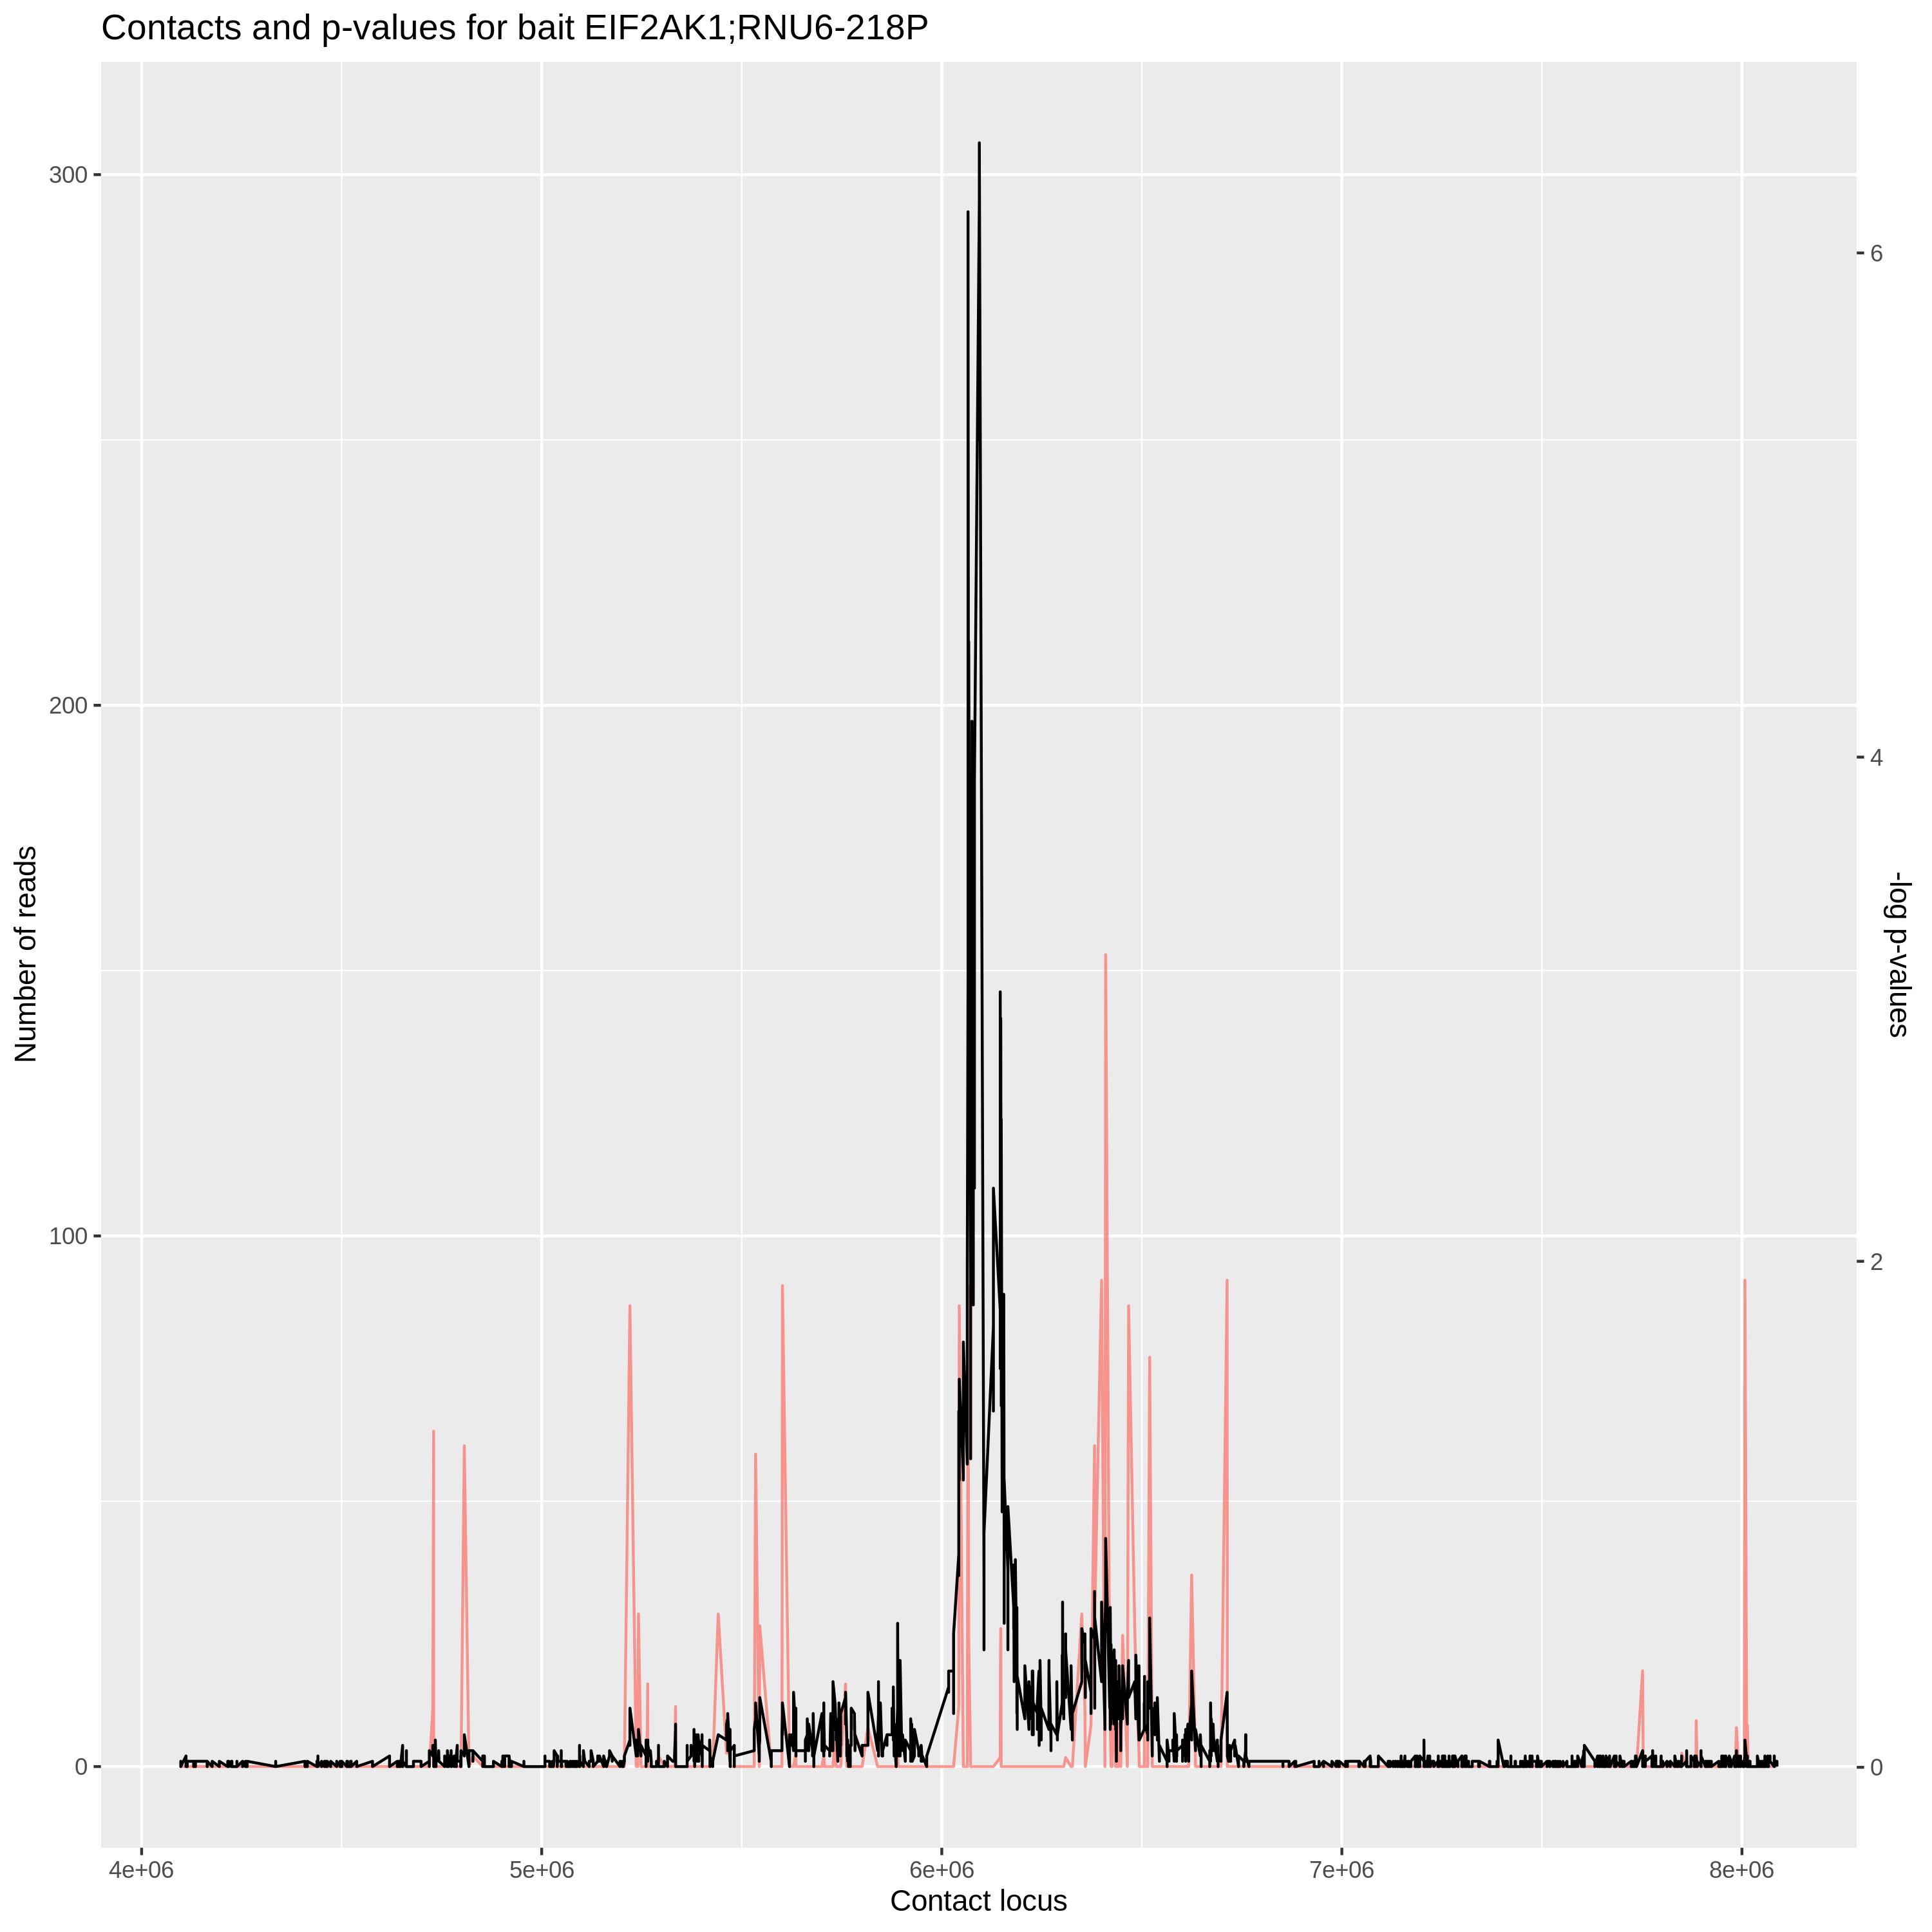 Contacts and p-values for bait EIF2AK1;RNU6-218P
300
200
100
0
Number of reads
6
4
2
0
-log p-values
4e+06 5e+06 6e+06 7e+06 8e+06
Contact locus